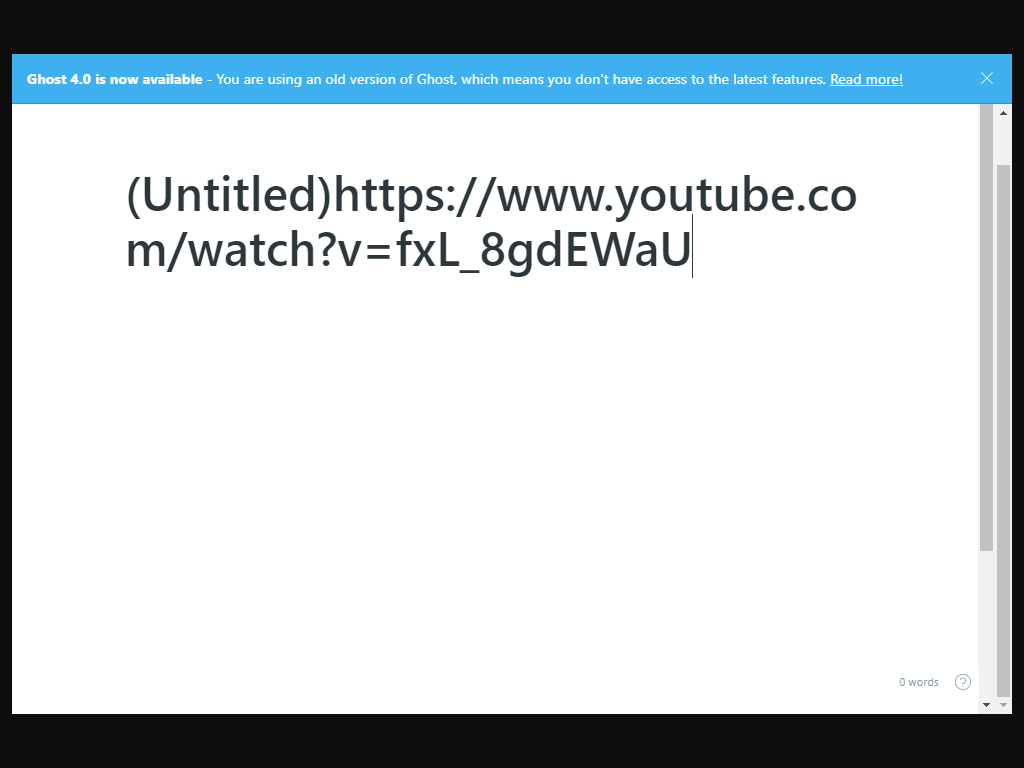 Ghost 4.0 is now available - You are using an old version of Ghost, which means you don't have access to the latest features. Read more!
(Untitled)https://www.youtube.co
m/watch?v=fxL_8gdEWaU
0 words
?